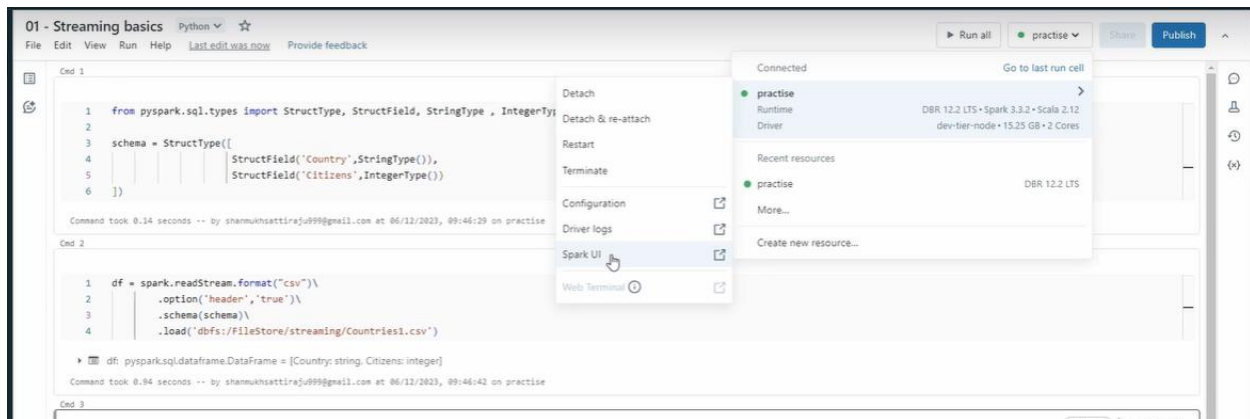 01 - Streaming basics Python
File Edit View Run Help Last edit was now Provide feedback
Run all practise Share Publish
Cmd 1
1 from pyspark.sql.types import StructType, StructField, StringType , IntegerTyp
2
3 schema = StructType([
4 StructField('Country',StringType()),
5 StructField('Citizens',IntegerType())
6 ])
Command took 0.14 seconds -- by shanmukhsattiraju999@gmail.com at 06/12/2023, 09:46:29 on practise
Cmd 2
1 df = spark.readStream.format("csv")\
2 .option('header','true')\
3 .schema(schema)\
4 .load('dbfs:/FileStore/streaming/Countries1.csv')
df: pyspark.sql.dataframe.DataFrame = [Country: string, Citizens: integer]
Command took 0.94 seconds -- by shanmukhsattiraju999@gmail.com at 06/12/2023, 09:46:42 on practise
Cmd 3
Detach
Detach & re-attach
Restart
Terminate
Configuration
Driver logs
Spark UI
Web Terminal
Connected Go to last run cell
practise
Runtime DBR 12.2 LTS • Spark 3.3.2 • Scala 2.12
Driver dev-tier-node • 15.25 GB • 2 Cores
Recent resources
practise DBR 12.2 LTS
More...
Create new resource...